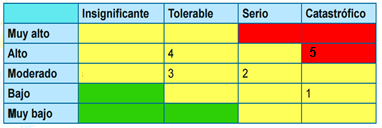 Insignificante Tolerable Serio Catastrófico
Muy alto
Alto 4 5
Moderado 3 2
Bajo 1
Muy bajo